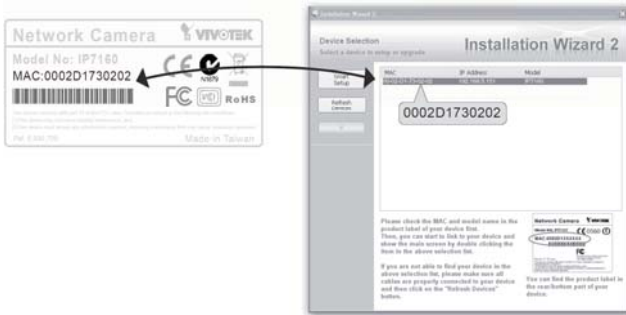 Network Camera VIVOTEK
Model No: IP7160
MAC:0002D1730202
N1879
FC RoHS
Made in Taiwan
Installation Wizard 2
Device Selection
Select a device to setup or upgrade
Installation Wizard 2
Smart
Setup
Refresh
Devices
MAC IP Address Model
IP7160
0002D1730202
Please check the MAC and model name in the
product label of your device first.
Then, you can start to link to your device and
show the main screen by double clicking the
item in the above selection list.
If you are not able to find your device in the
above selection list, please make sure all
cables are properly connected to your device
and then click on the "Refresh Devices"
button.
Network Camera VIVOTEK
You can find the product label in
the rear/bottom part of your
device.